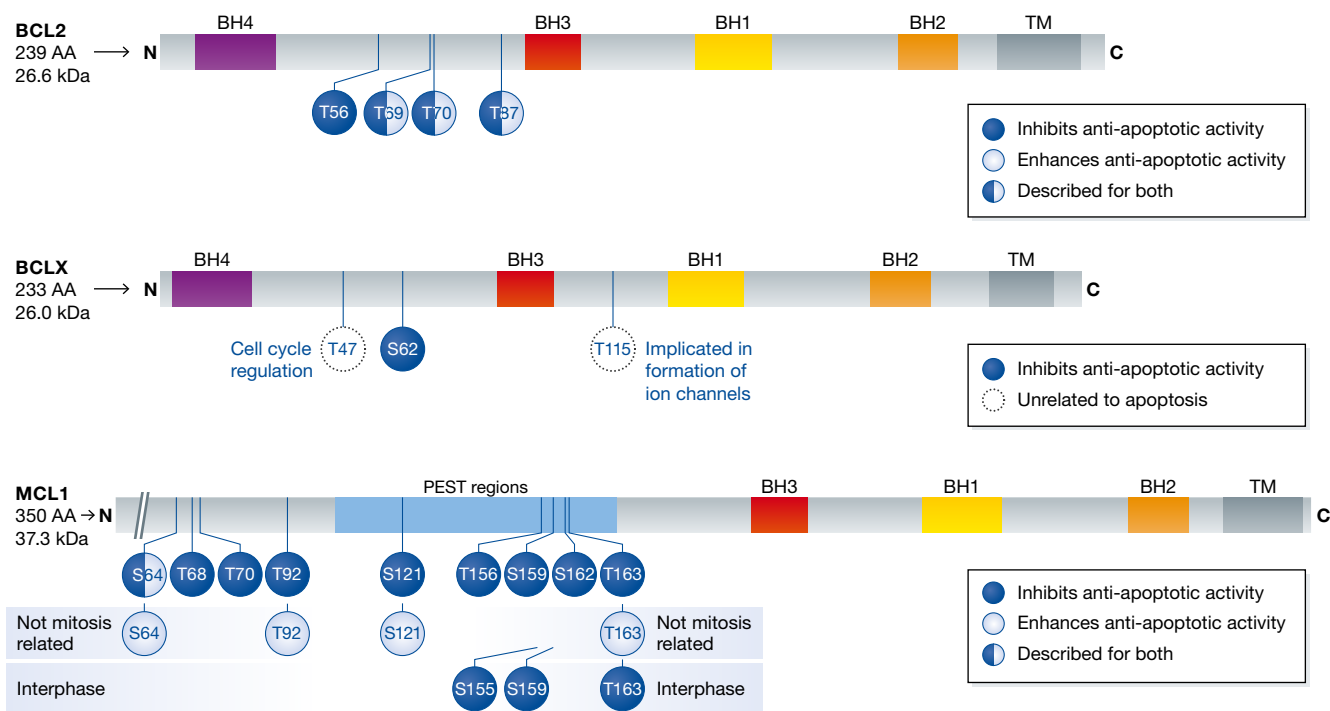 BH4 BH3 BH1 BH2 TM
BCL2
239 AA → N C
26.6 kDa
T56 T69 T70 T87
Inhibits anti-apoptotic activity
Enhances anti-apoptotic activity
Described for both
BH4 BH3 BH1 BH2 TM
BCLX
233 AA → N C
26.0 kDa
Cell cycle
regulation
T47 S62 T115
Implicated in
formation of
ion channels
Inhibits anti-apoptotic activity
Unrelated to apoptosis
PEST regions BH3 BH1 BH2 TM
MCL1
350 AA → N C
37.3 kDa
S64 T68 T70 T92 S121 T156 S159 S162 T163
Not mitosis
related
S64 T92 S121 T163
Not mitosis
related
Interphase S155 S159 T163 Interphase
Inhibits anti-apoptotic activity
Enhances anti-apoptotic activity
Described for both